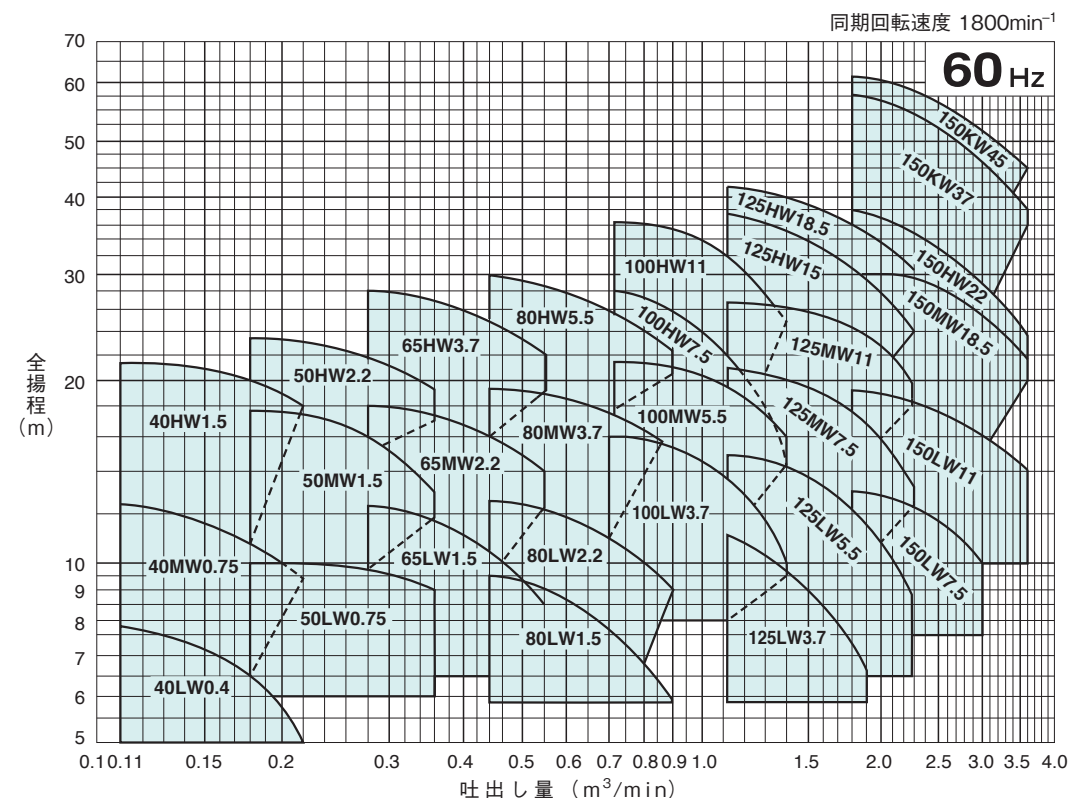 同期回転速度 1800min⁻¹
60 Hz
70
60
50
40
30
20
10
9
8
7
6
5
全揚程
(m)
150KW45
150KW37
125HW18.5
125HW15
150HW22
150MW18.5
100HW11
100HW7.5
80HW5.5
65HW3.7
50HW2.2
40HW1.5
125MW11
125MW7.5
100MW5.5
80MW3.7
65MW2.2
50MW1.5
40MW0.75
150LW11
150LW7.5
125LW5.5
100LW3.7
80LW2.2
65LW1.5
50LW0.75
80LW1.5
125LW3.7
40LW0.4
0.10 0.11 0.15 0.2 0.3 0.4 0.5 0.6 0.7 0.8 0.9 1.0 1.5 2.0 2.5 3.0 3.5 4.0
吐出し量 (m³/min)